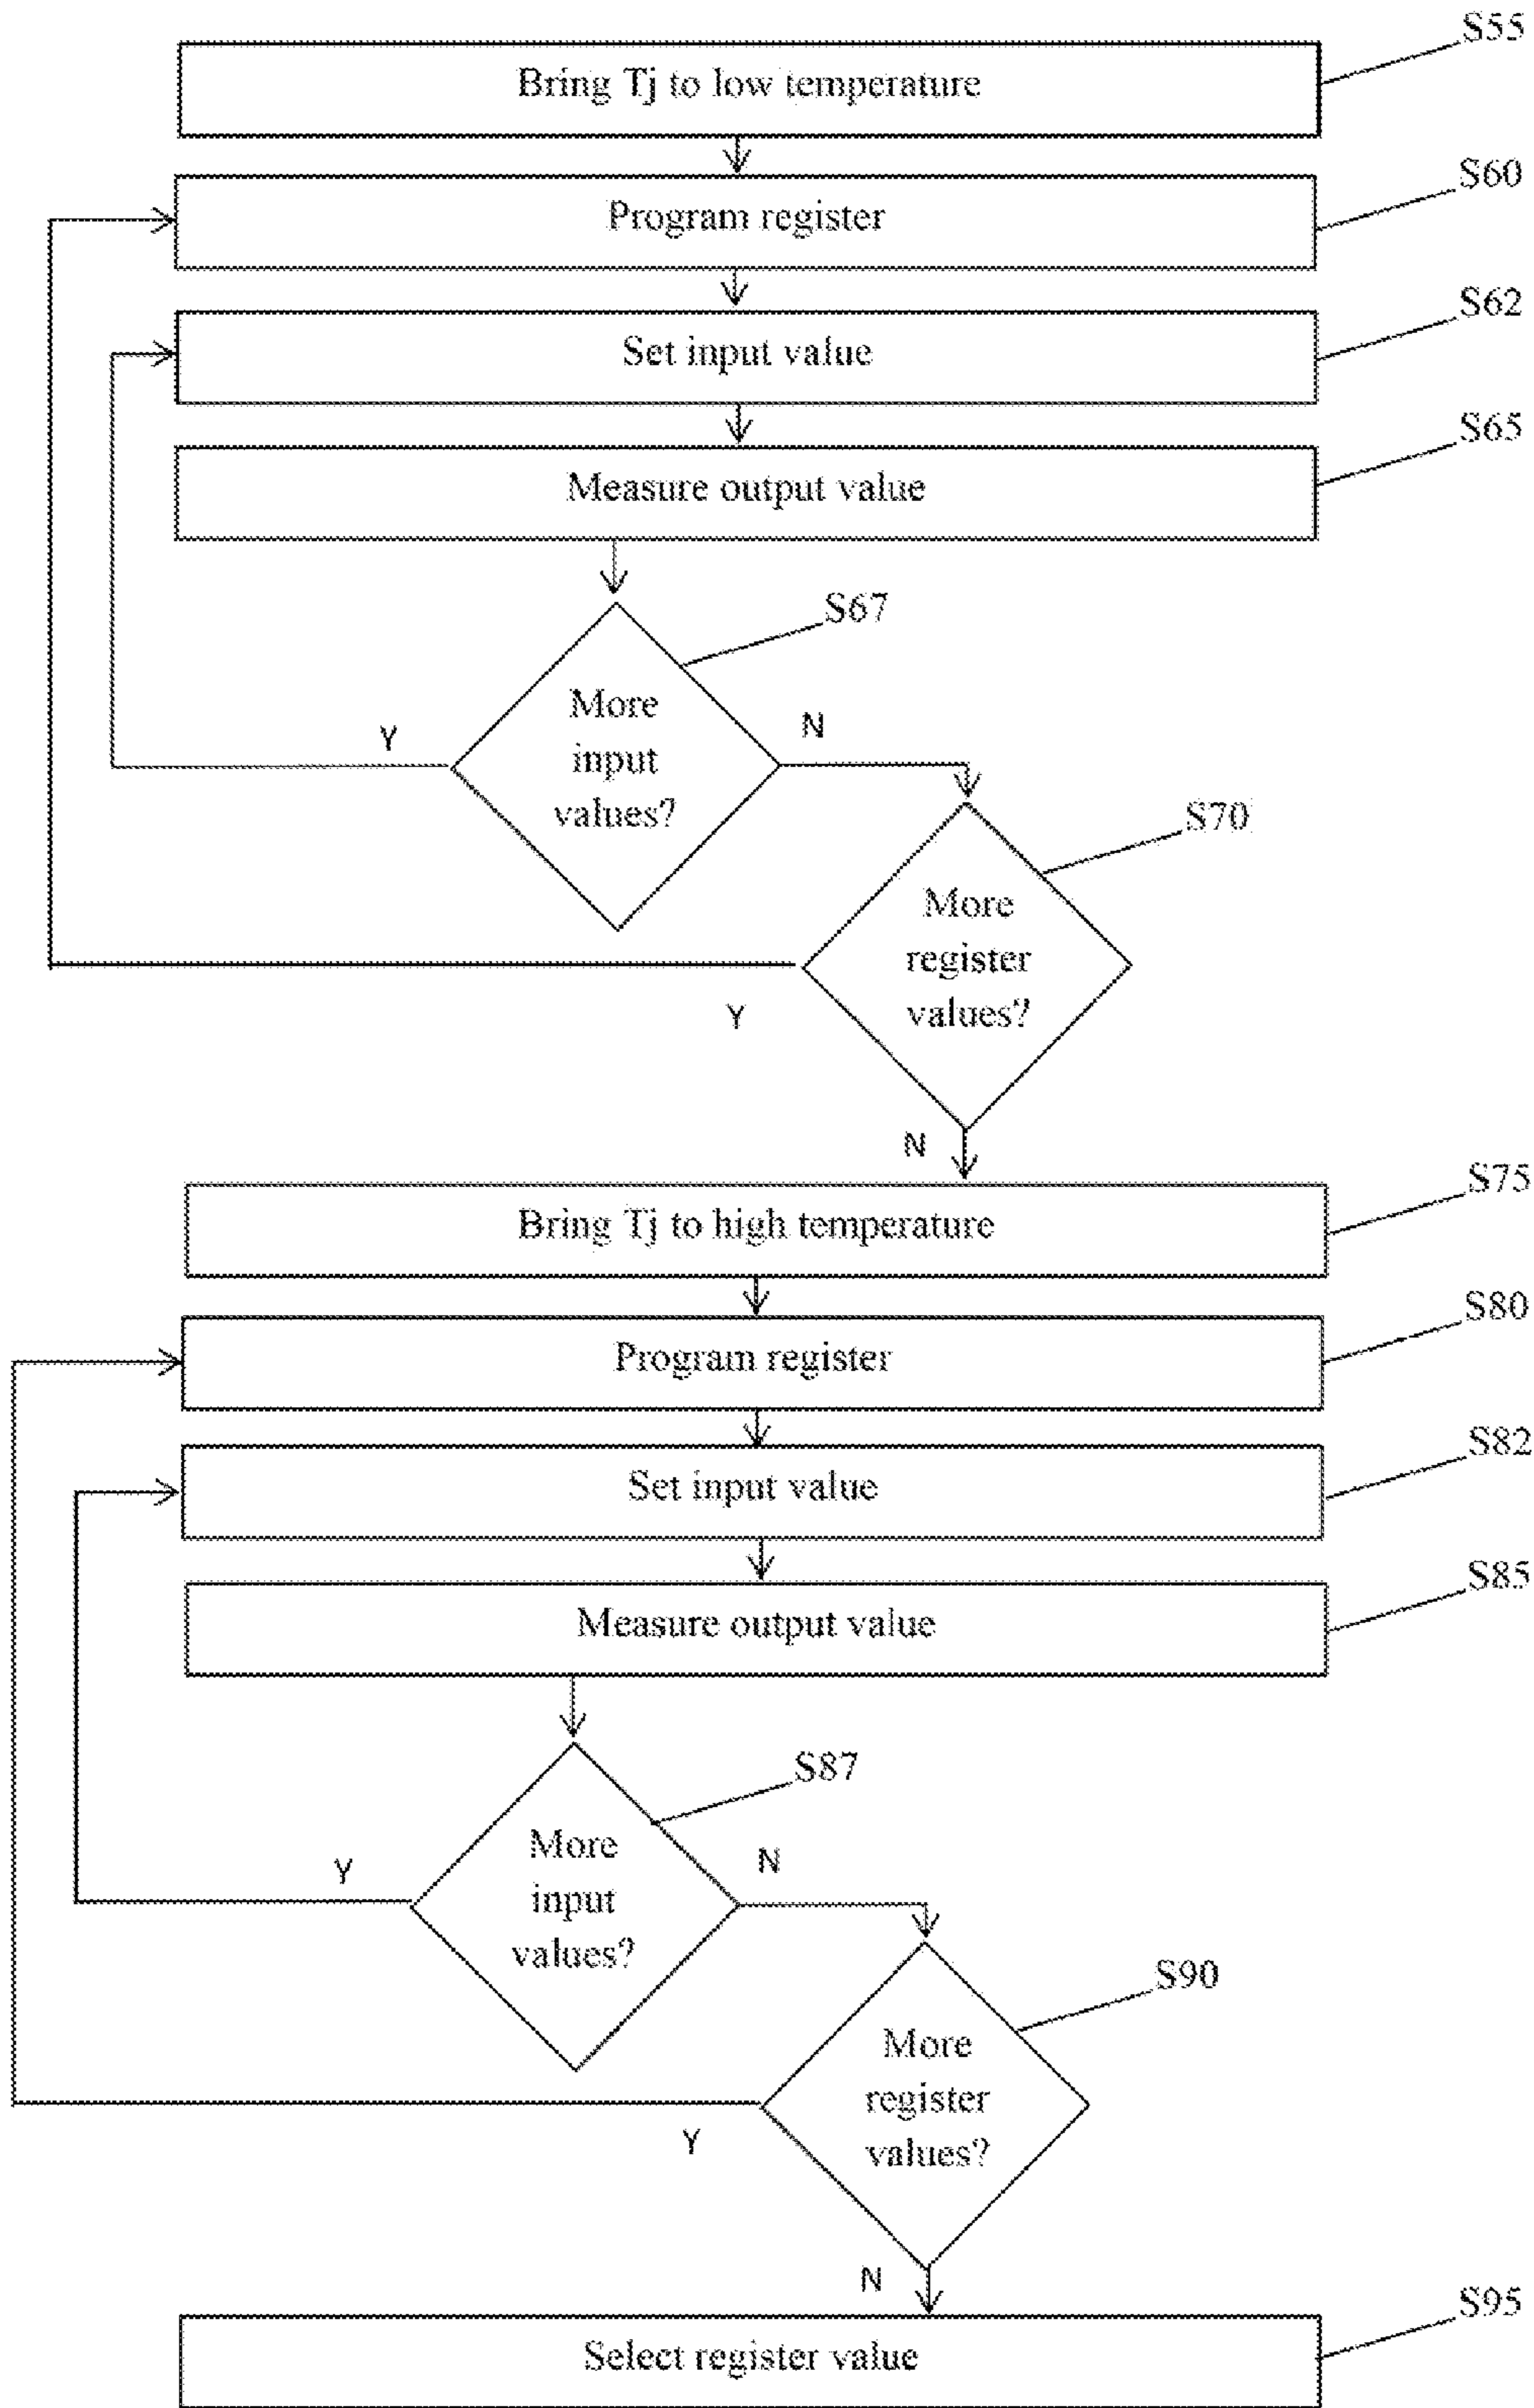 S55
Bring Tj to low temperature
S60
Program register
S62
Set input value
S65
Measure output value
S67
More
input
values?
Y
N
S70
More
register
values?
Y
N
S75
Bring Tj to high temperature
S80
Program register
S82
Set input value
S85
Measure output value
S87
More
input
values?
Y
N
S90
More
register
values?
Y
N
S95
Select register value